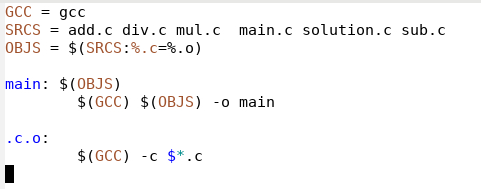 GCC = gcc
SRCS = add.c div.c mul.c  main.c solution.c sub.c
OBJS = $(SRCS:%.c=%.o)
main: $(OBJS)
        $(GCC) $(OBJS) -o main
.c.o:
        $(GCC) -c $*.c